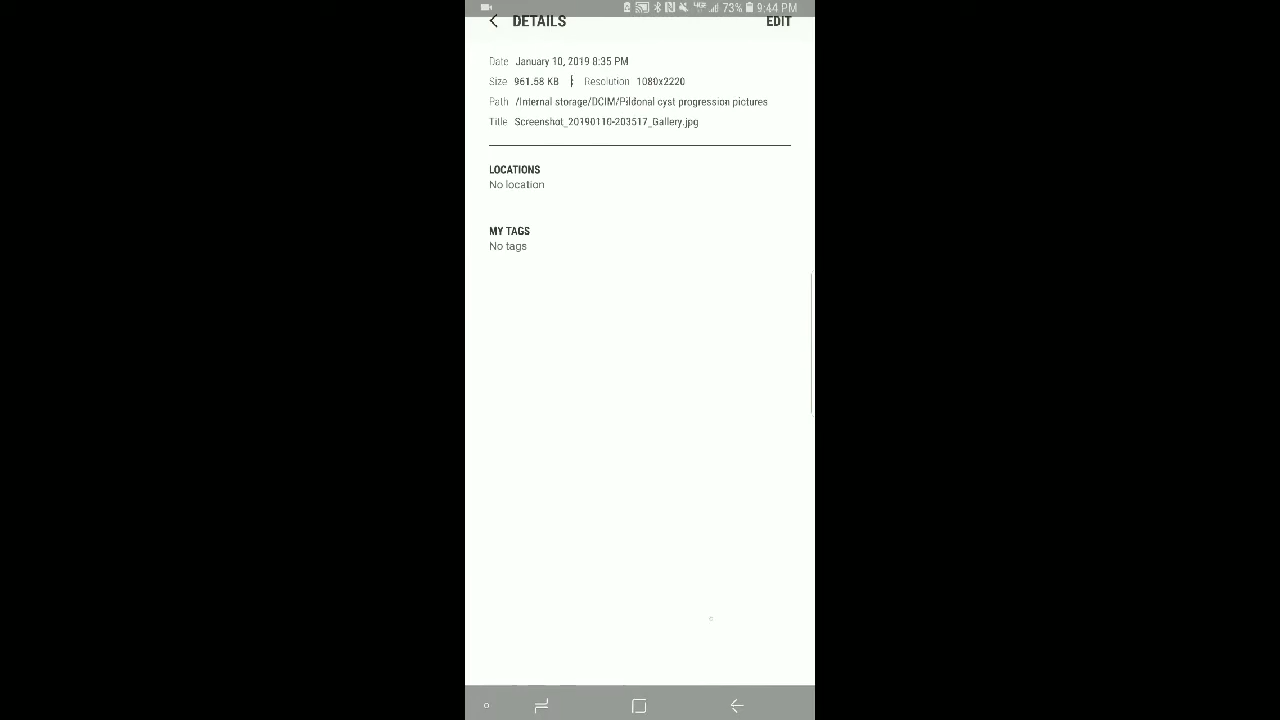 73% 9:44 PM
DETAILS EDIT
Date January 10, 2019 8:35 PM
Size 961.58 KB Resolution 1080x2220
Path /Internal storage/DCIM/Pildonal cyst progression pictures
Title Screenshot_20190110-203517_Gallery.jpg
LOCATIONS
No location
MY TAGS
No tags